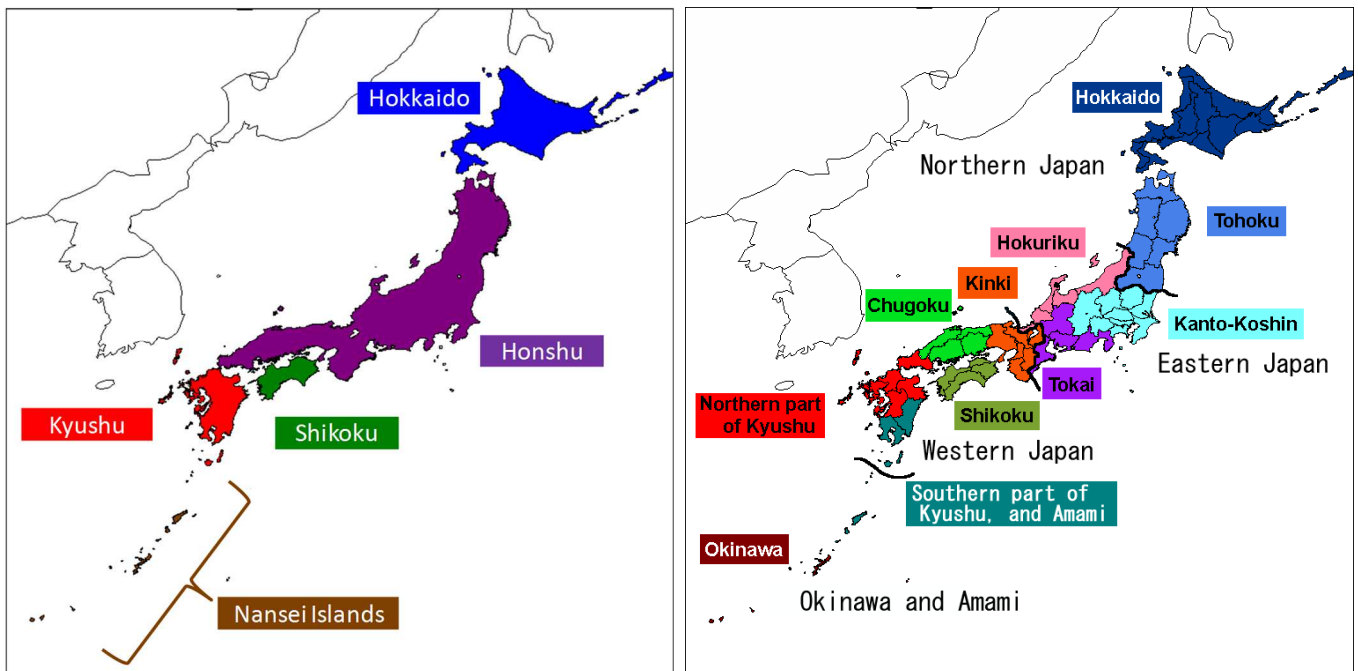 Hokkaido
Honshu
Kyushu
Shikoku
Nansei Islands
Hokkaido
Northern Japan
Tohoku
Hokuriku
Kinki
Chugoku
Kanto-Koshin
Eastern Japan
Tokai
Northern part
of Kyushu
Shikoku
Western Japan
Southern part of
Kyushu, and Amami
Okinawa
Okinawa and Amami